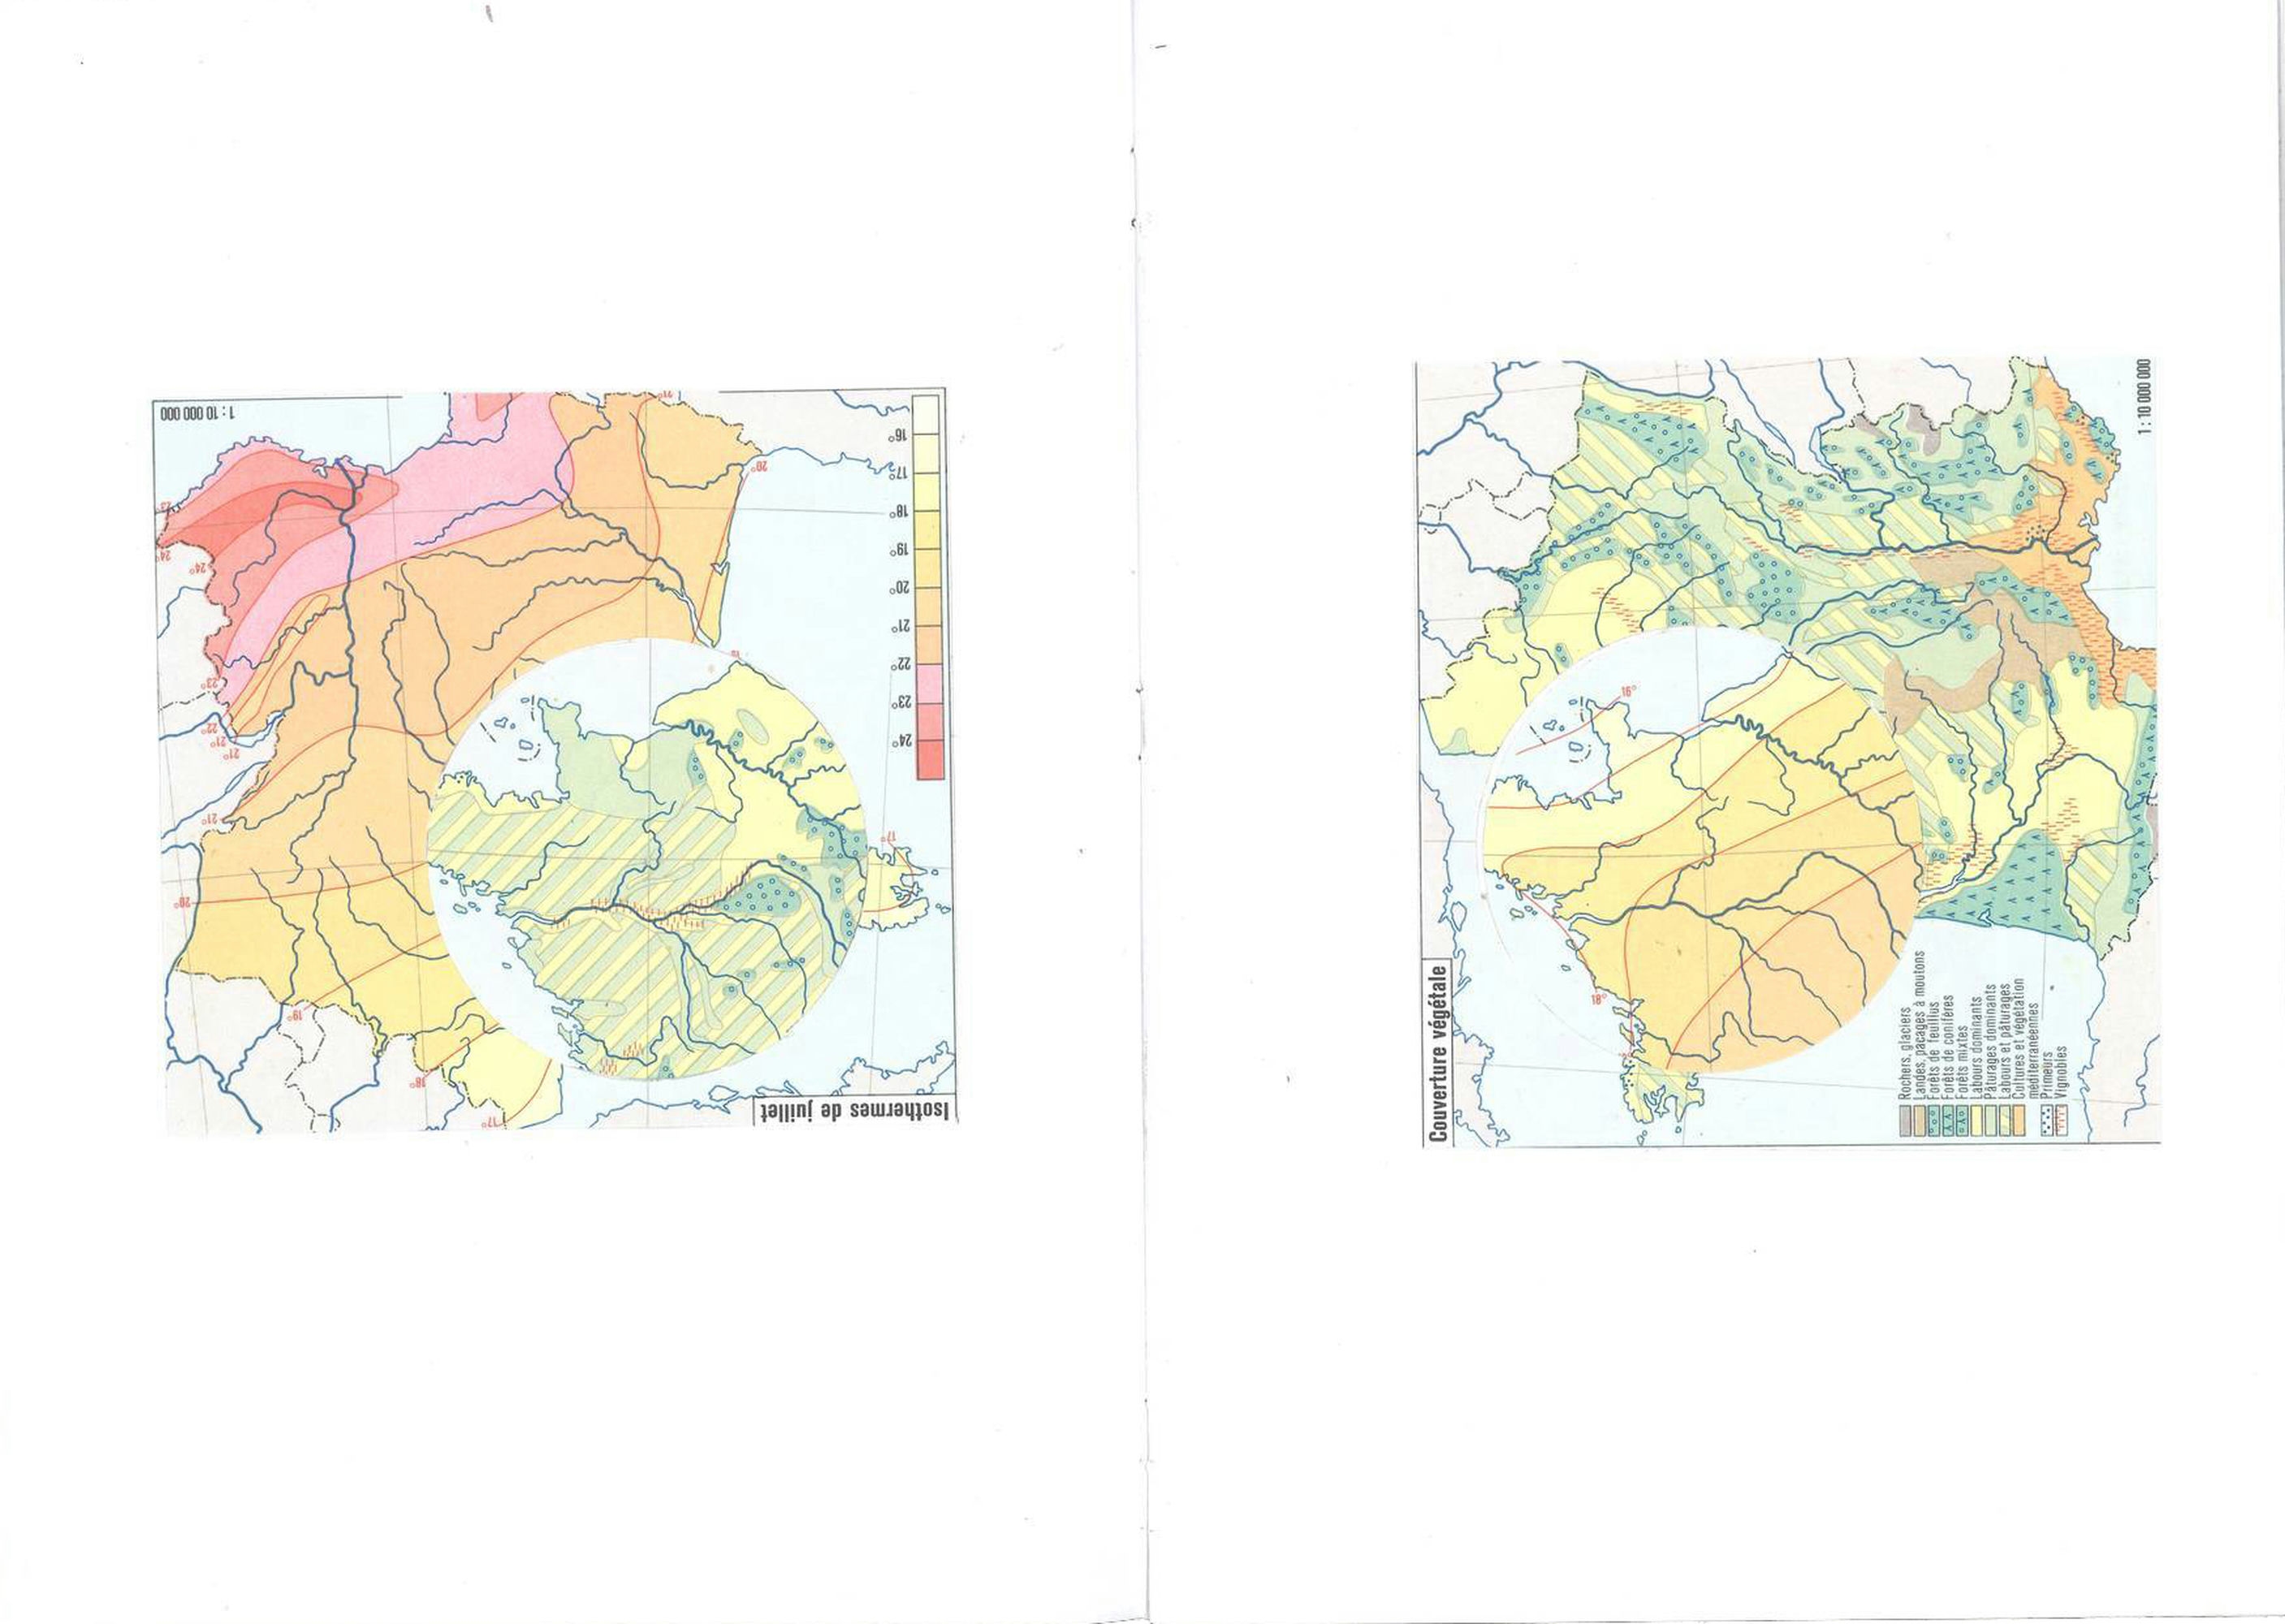 1 : 10 000 000
16°
17°
18°
19°
20°
21°
22°
23°
24°
21°
20°
23°
24°
24°
23°
22°
21°
21°
21°
20°
19°
18°
17°
17°
Isothermes de juillet
1 : 10 000 000
16°
18°
Couverture végétale
Rochers, glaciers
Landes, pacages à moutons
Forêts de feuillus
Forêts de conifères
Forêts mixtes
Labours dominants
Pâturages dominants
Labours et pâturages
Cultures et végétation
méditerranéennes
Primeurs
Vignobles